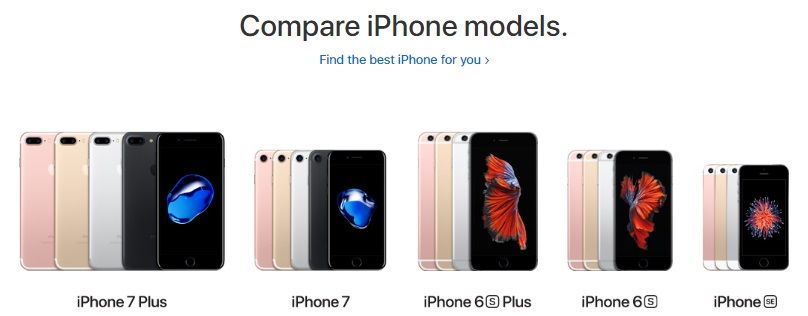 Compare iPhone models.
Find the best iPhone for you ›
iPhone 7 Plus
iPhone 7
iPhone 6S Plus
iPhone 6S
iPhone SE